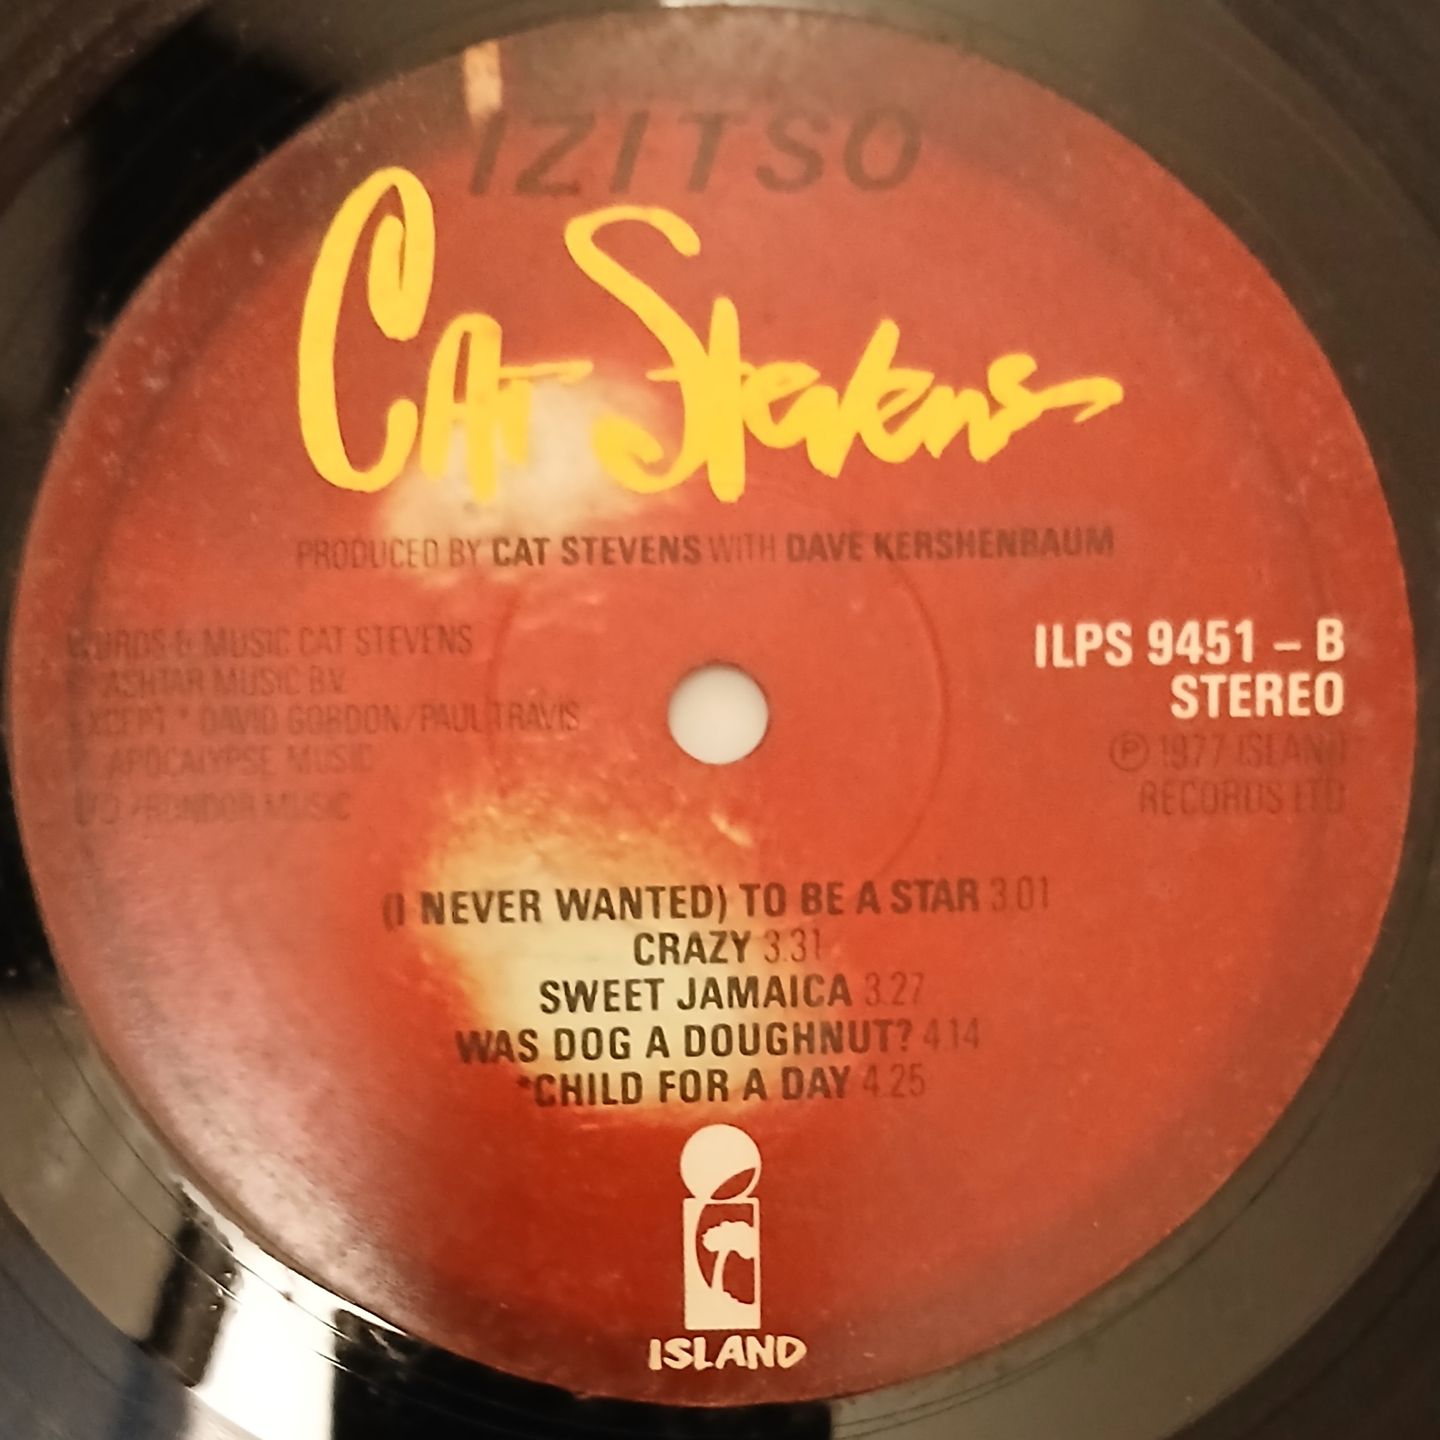 IZITSO
CAT Stevens
PRODUCED BY CAT STEVENS WITH DAVE KERSHENBAUM
WORDS & MUSIC CAT STEVENS
ASHTAR MUSIC BV
EXCEPT * DAVID GORDON/PAUL TRAVIS
APOCALYPSE MUSIC
LTD /RONDOR MUSIC
ILPS 9451 – B
STEREO
Ⓟ 1977 ISLAND
RECORDS LTD
(I NEVER WANTED) TO BE A STAR 3.01
CRAZY 3.31
SWEET JAMAICA 3.27
WAS DOG A DOUGHNUT? 4.14
*CHILD FOR A DAY 4.25
ISLAND